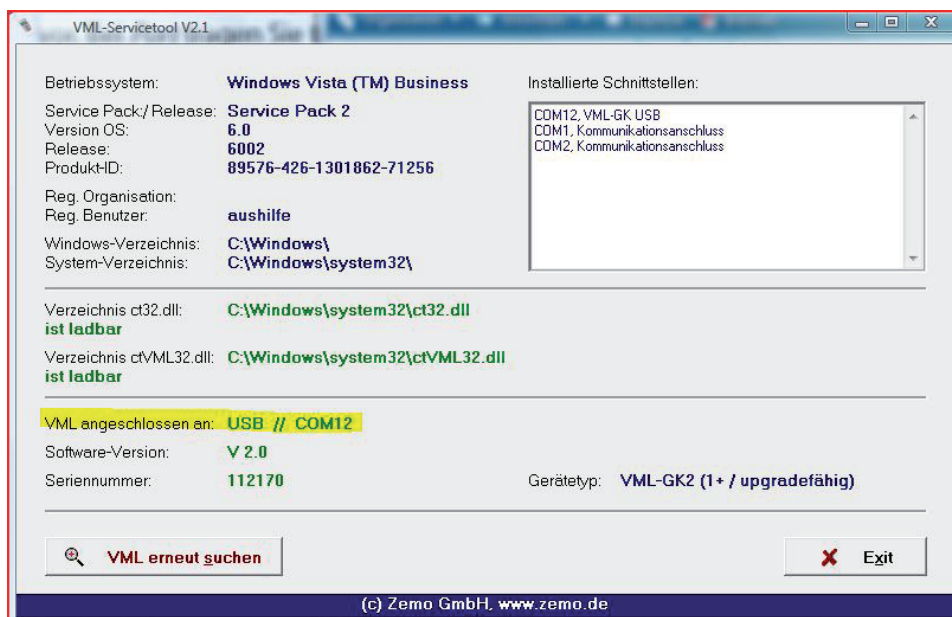 VML-Servicetool V2.1
Betriebssystem: Windows Vista (TM) Business
Service Pack:/ Release: Service Pack 2
Version OS: 6.0
Release: 6002
Produkt-ID: 89576-426-1301862-71256
Reg. Organisation:
Reg. Benutzer: aushilfe
Windows-Verzeichnis: C:\Windows\
System-Verzeichnis: C:\Windows\system32\
Installierte Schnittstellen:
COM12, VML-GK USB
COM1, Kommunikationsanschluss
COM2, Kommunikationsanschluss
Verzeichnis ct32.dll: C:\Windows\system32\ct32.dll
ist ladbar
Verzeichnis ctVML32.dll: C:\Windows\system32\ctVML32.dll
ist ladbar
VML angeschlossen an: USB // COM12
Software-Version: V 2.0
Seriennummer: 112170
Gerätetyp: VML-GK2 (1+ / upgradefähig)
VML erneut suchen
Exit
(c) Zemo GmbH, www.zemo.de